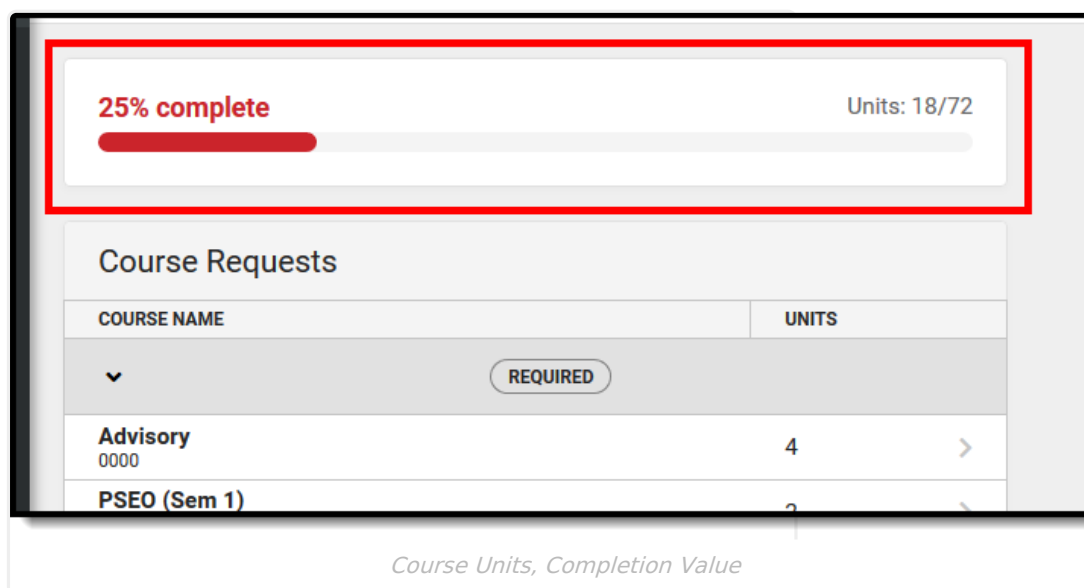 25% complete
Units: 18/72
Course Requests
COURSE NAME UNITS
REQUIRED
Advisory 4
0000
PSEO (Sem 1)
Course Units, Completion Value